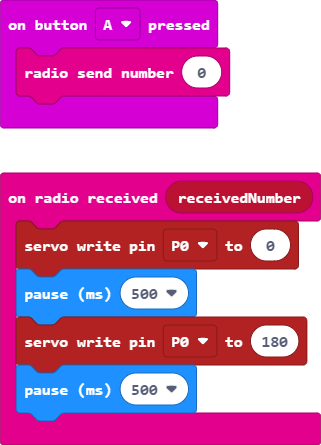 on button A pressed
radio send number 0
on radio received receivedNumber
servo write pin P0 to 0
pause (ms) 500
servo write pin P0 to 180
pause (ms) 500